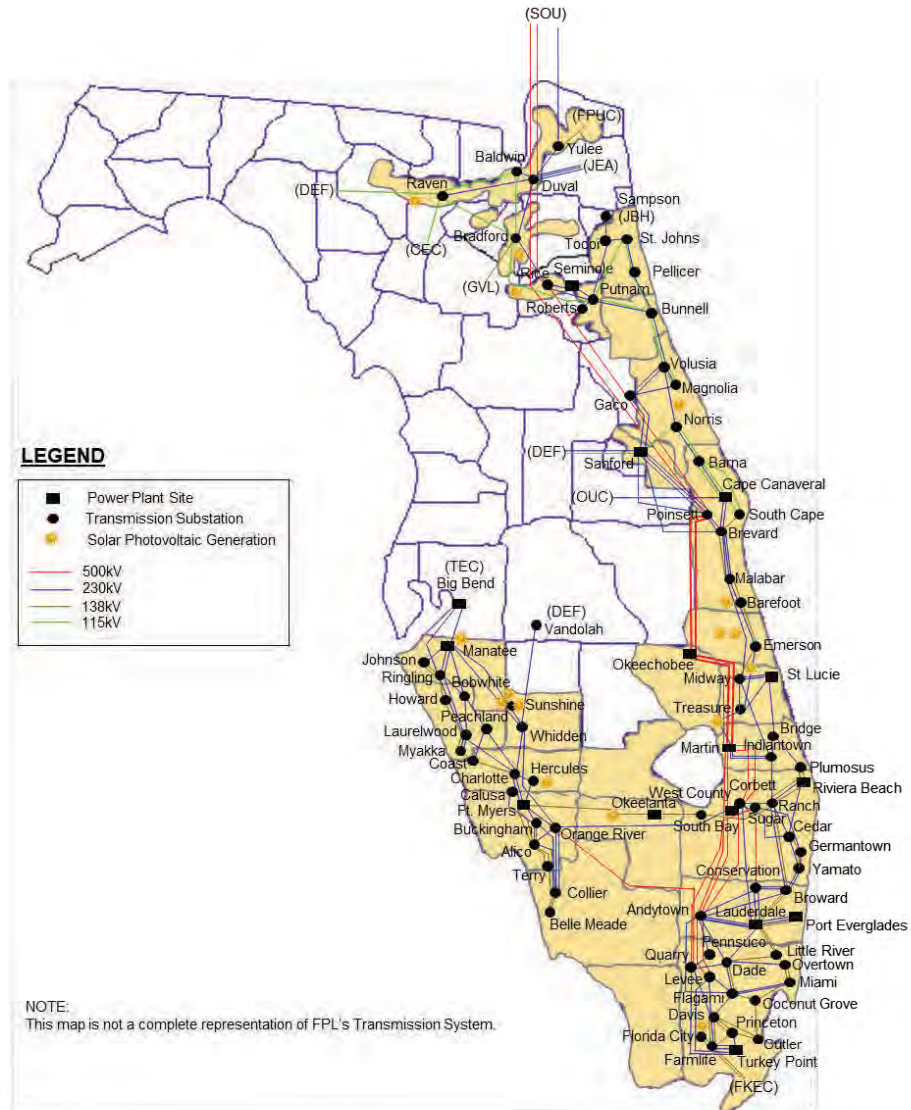 (SOU)
(FPUC)
Yulee
Baldwin
(JEA)
Raven
Duval
(DEF)
Sampson
(JBH)
Bradford
Tocoi
St. Johns
(CEC)
Seminole
Pellicer
Rice
(GVL)
Putnam
Roberts
Bunnell
Volusia
Magnolia
Gaco
Norris
LEGEND
Power Plant Site
Transmission Substation
Solar Photovoltaic Generation
500kV
230kV
138kV
115kV
(DEF)
Sanford
Barna
Cape Canaveral
(OUC)
Poinsett
South Cape
Brevard
Malabar
(TEC)
Big Bend
Barefoot
(DEF)
Vandolah
Emerson
Manatee
Okeechobee
Johnson
Ringling
Bobwhite
Midway
St Lucie
Howard
Sunshine
Treasure
Peachland
Laurelwood
Whidden
Bridge
Martin
Indiantown
Myakka
Coast
Plumosus
Charlotte
Hercules
Corbett
Riviera Beach
Calusa
West County
Okeelanta
Ranch
Ft. Myers
Sugar
South Bay
Cedar
Buckingham
Orange River
Alico
Germantown
Conservation
Yamato
Terry
Collier
Broward
Andytown
Lauderdale
Belle Meade
Port Everglades
Pennsuco
Little River
Quarry
Overtown
Dade
Levee
Miami
Flagami
Coconut Grove
Davis
Princeton
Florida City
Cutler
Farmlife
Turkey Point
(FKEC)
NOTE:
This map is not a complete representation of FPL's Transmission System.